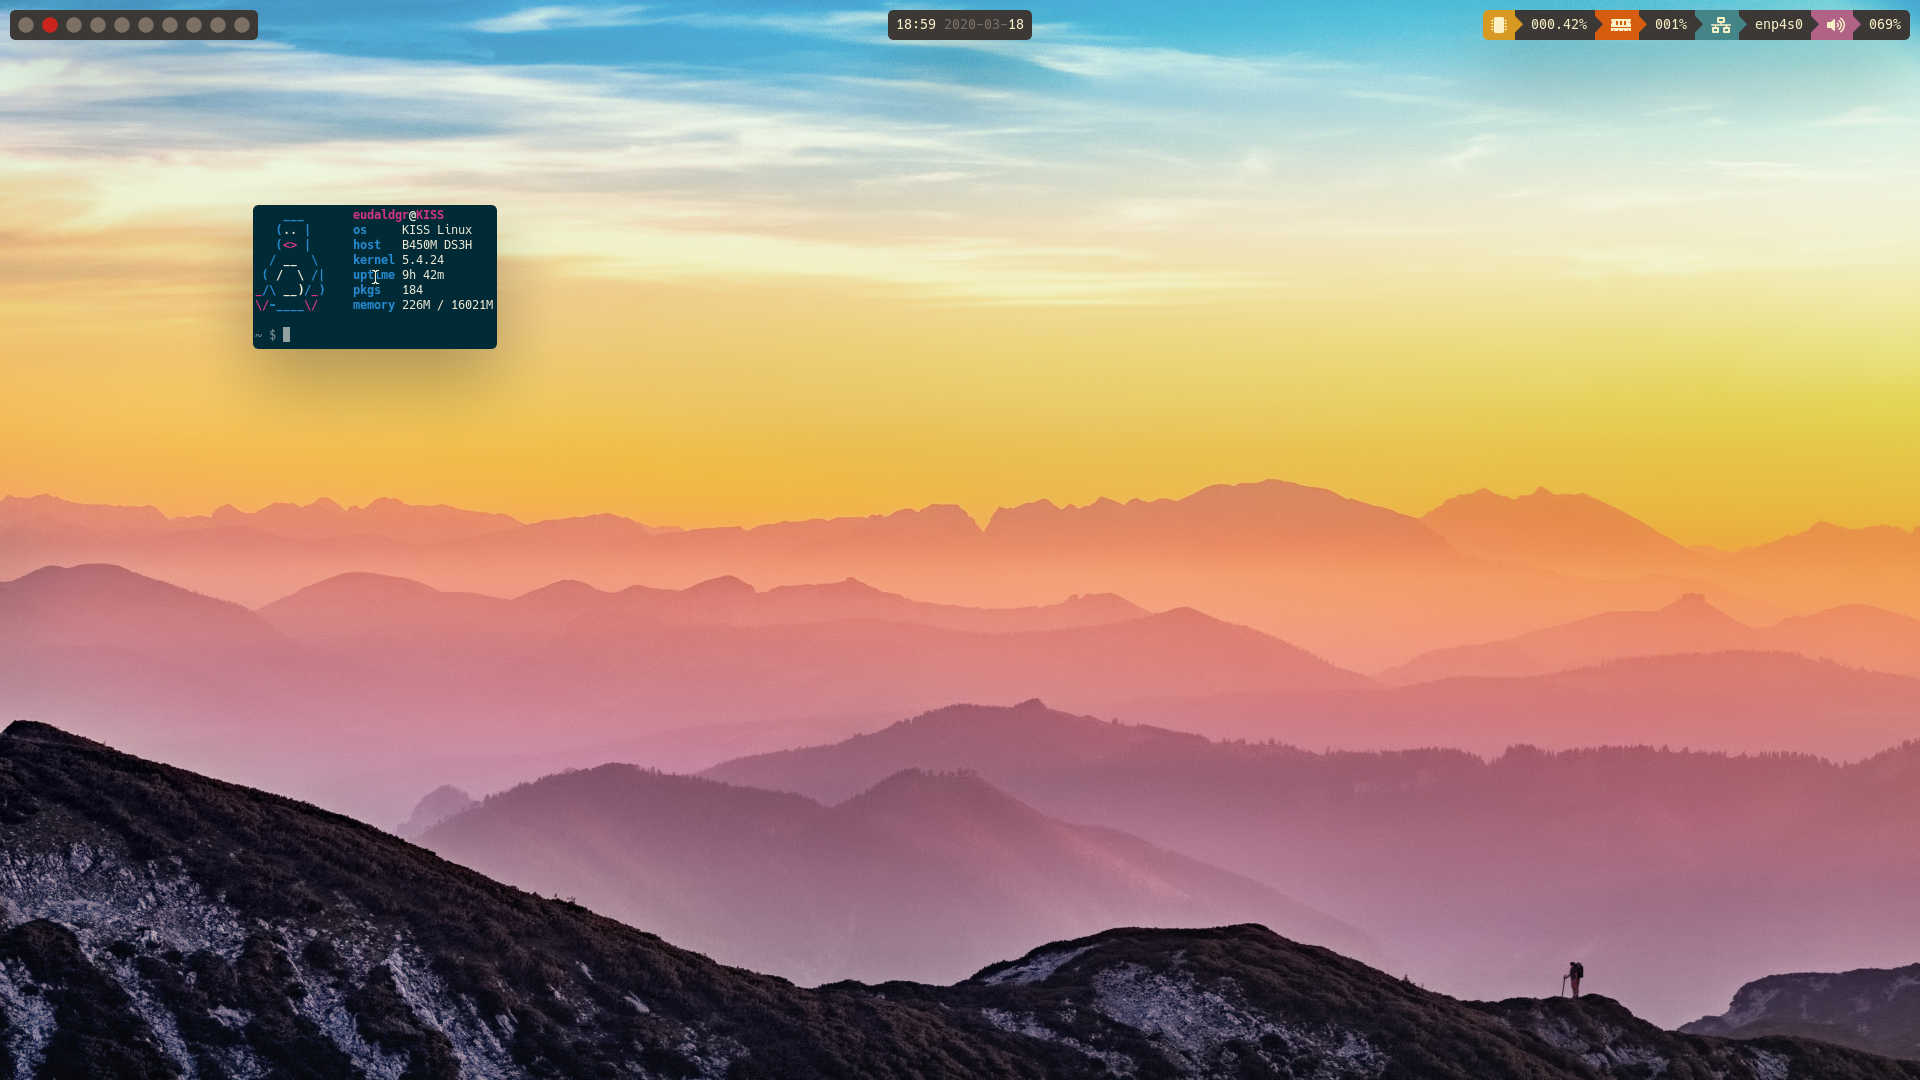 18:59 2020-03-18
000.42% 001% enp4s0 069%
eudaldgr@KISS
os KISS Linux
host B450M DS3H
kernel 5.4.24
uptime 9h 42m
pkgs 184
memory 226M / 16021M
~ $